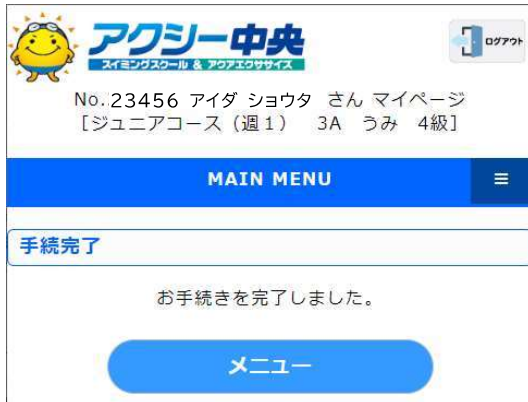 アクシー中央
スイミングスクール & アクアエクササイズ
ログアウト
No.23456 アイダ ショウタ さん マイページ
[ジュニアコース（週１） 3A うみ 4級]
MAIN MENU
手続完了
お手続きを完了しました。
メニュー